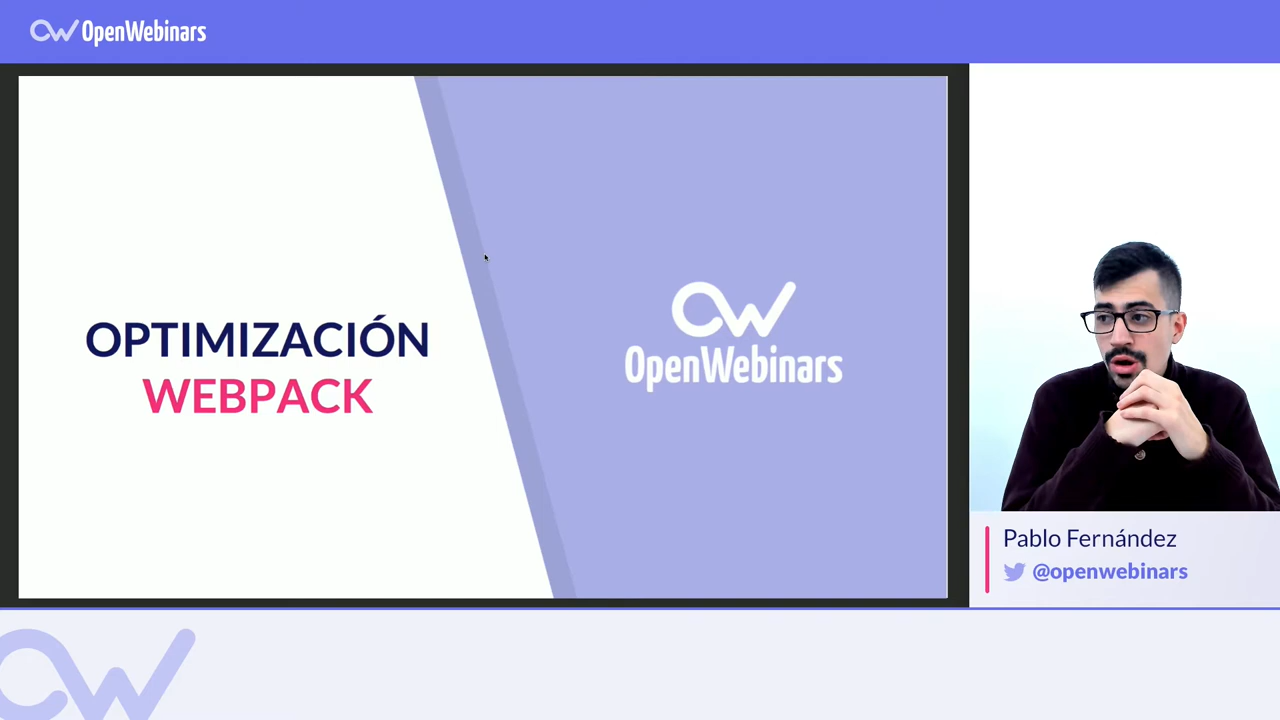 OpenWebinars
OPTIMIZACIÓN
WEBPACK
OpenWebinars
Pablo Fernández
@openwebinars